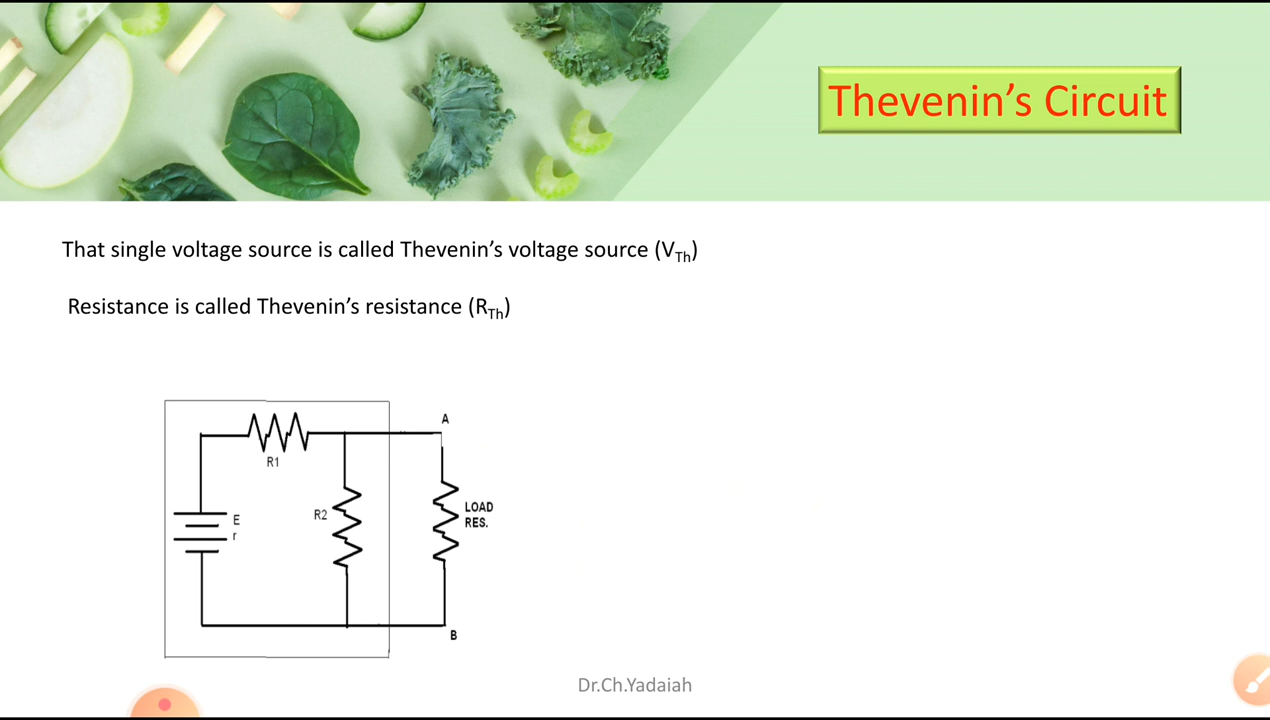 Thevenin’s Circuit
That single voltage source is called Thevenin’s voltage source (VTh)
Resistance is called Thevenin’s resistance (RTh)
A
R1
E
r
R2
LOAD
RES.
B
Dr.Ch.Yadaiah